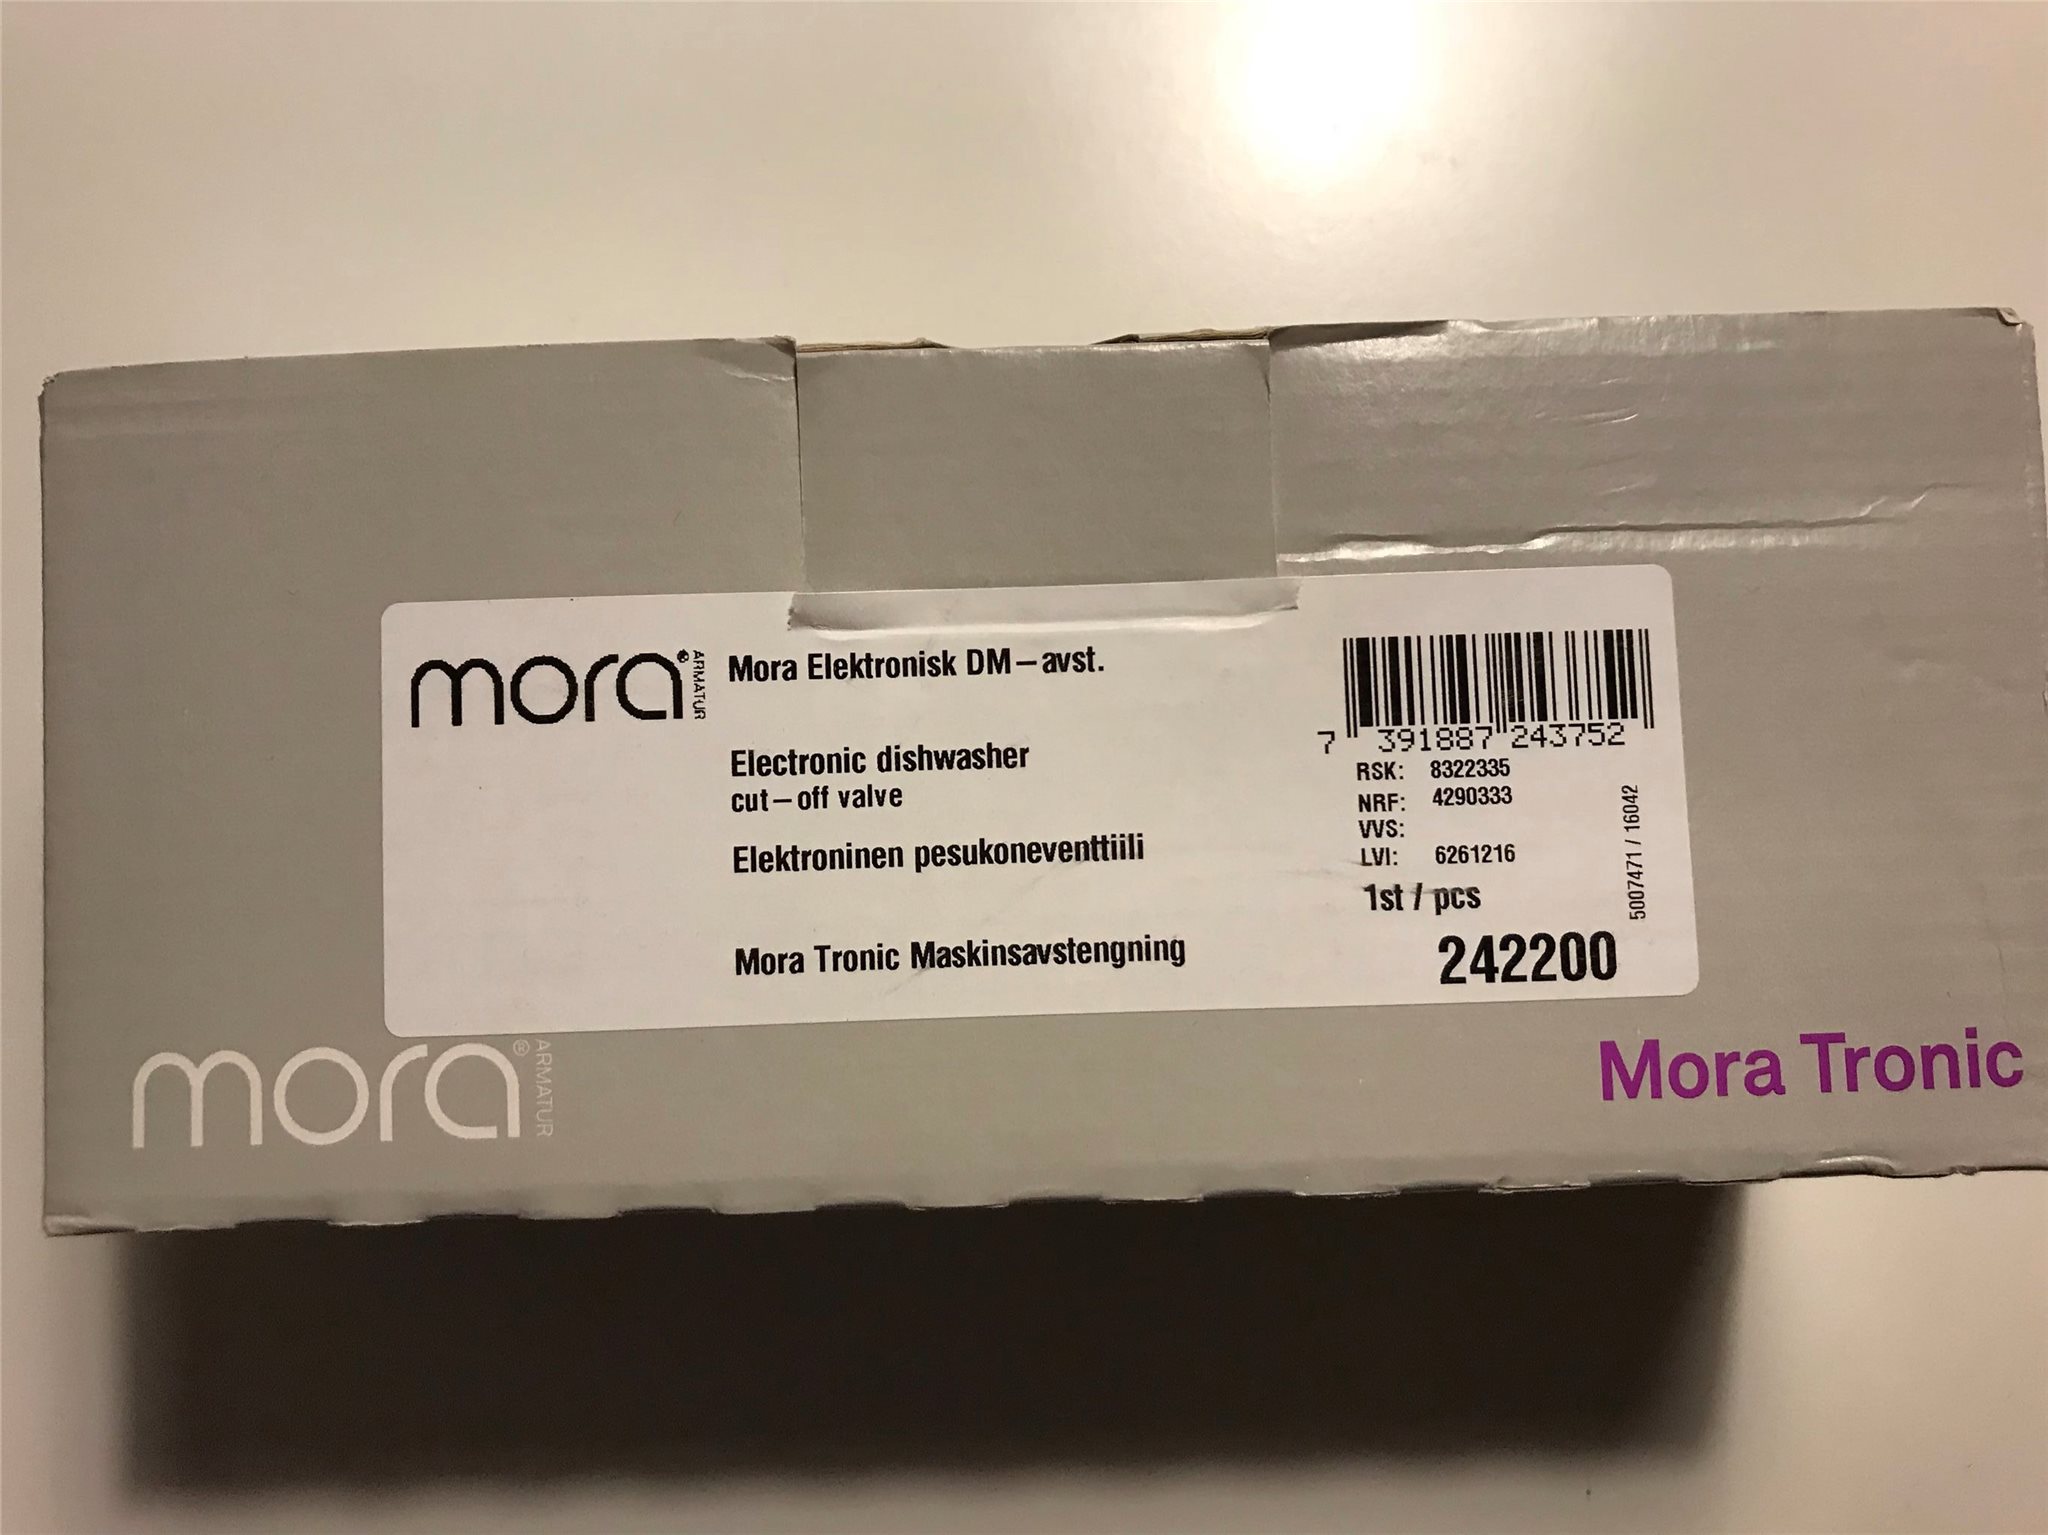 mora® ARMATUR
Mora Elektronisk DM–avst.
Electronic dishwasher
cut–off valve
Elektroninen pesukoneventtiili
Mora Tronic Maskinsavstengning
7 391887 243752
RSK: 8322335
NRF: 4290333
VVS:
LVI: 6261216
1st / pcs
242200
5007471 / 16042
mora® ARMATUR
Mora Tronic